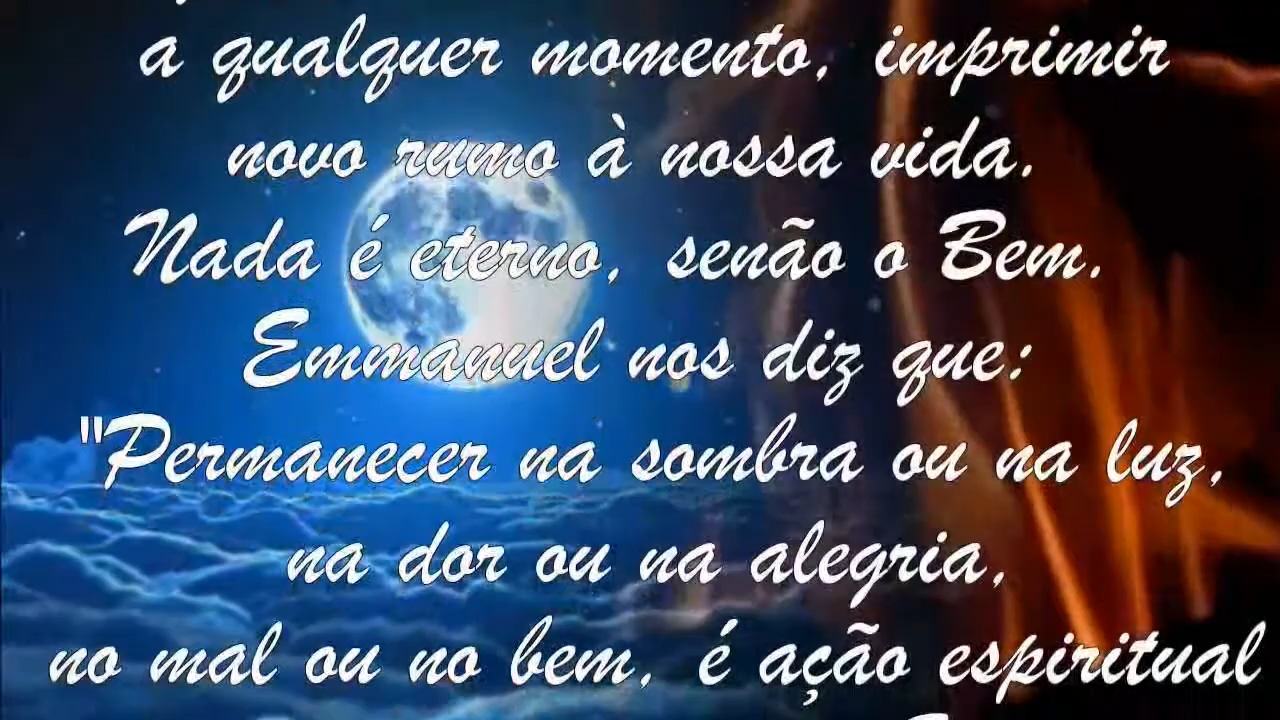 a qualquer momento, imprimir
novo rumo à nossa vida.
Nada é eterno, senão o Bem.
Emmanuel nos diz que:
"Permanecer na sombra ou na luz,
na dor ou na alegria,
no mal ou no bem, é ação espiritual